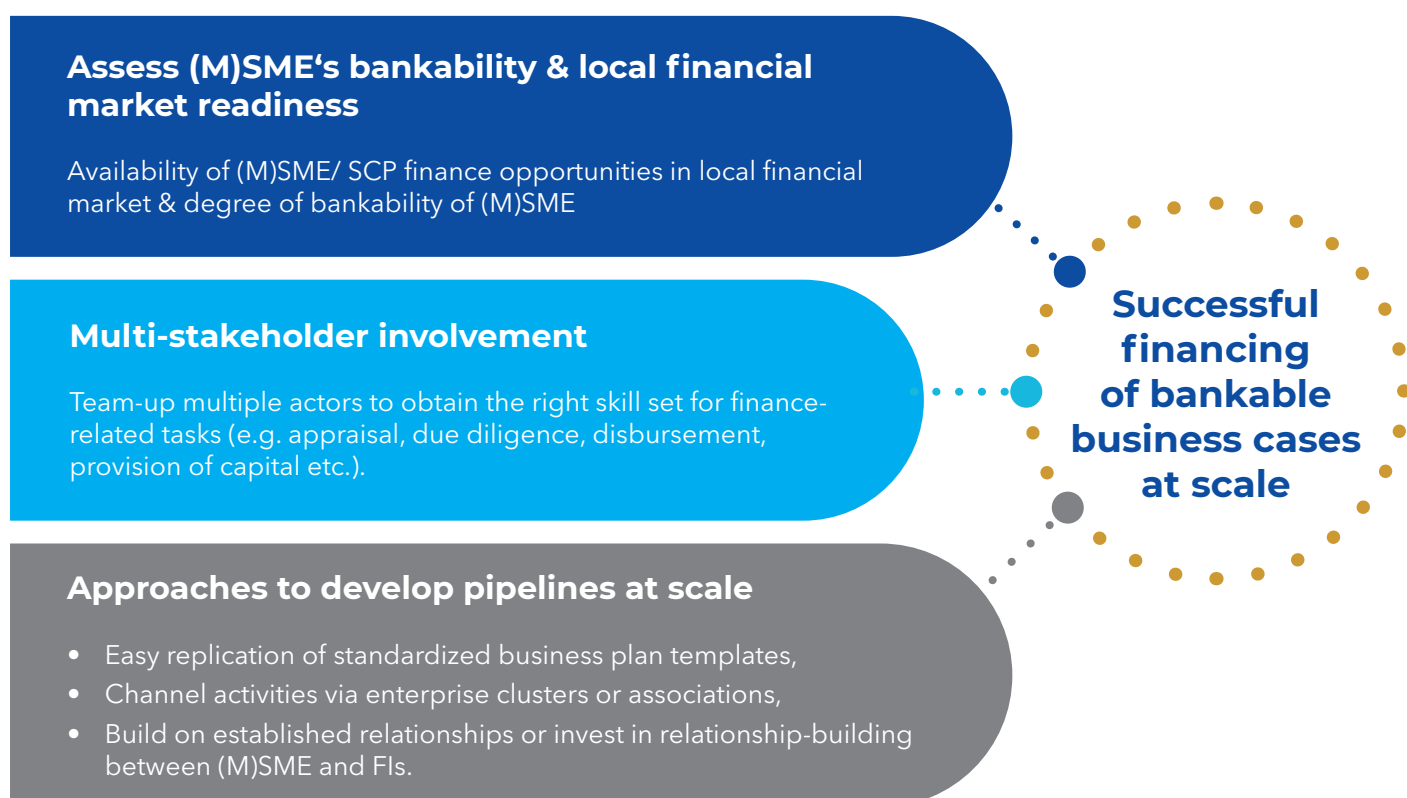 Assess (M)SME‘s bankability & local financial
market readiness
Availability of (M)SME/ SCP finance opportunities in local financial
market & degree of bankability of (M)SME
Multi-stakeholder involvement
Team-up multiple actors to obtain the right skill set for finance-
related tasks (e.g. appraisal, due diligence, disbursement,
provision of capital etc.).
Approaches to develop pipelines at scale
• Easy replication of standardized business plan templates,
• Channel activities via enterprise clusters or associations,
• Build on established relationships or invest in relationship-building
between (M)SME and FIs.
Successful
financing
of bankable
business cases
at scale